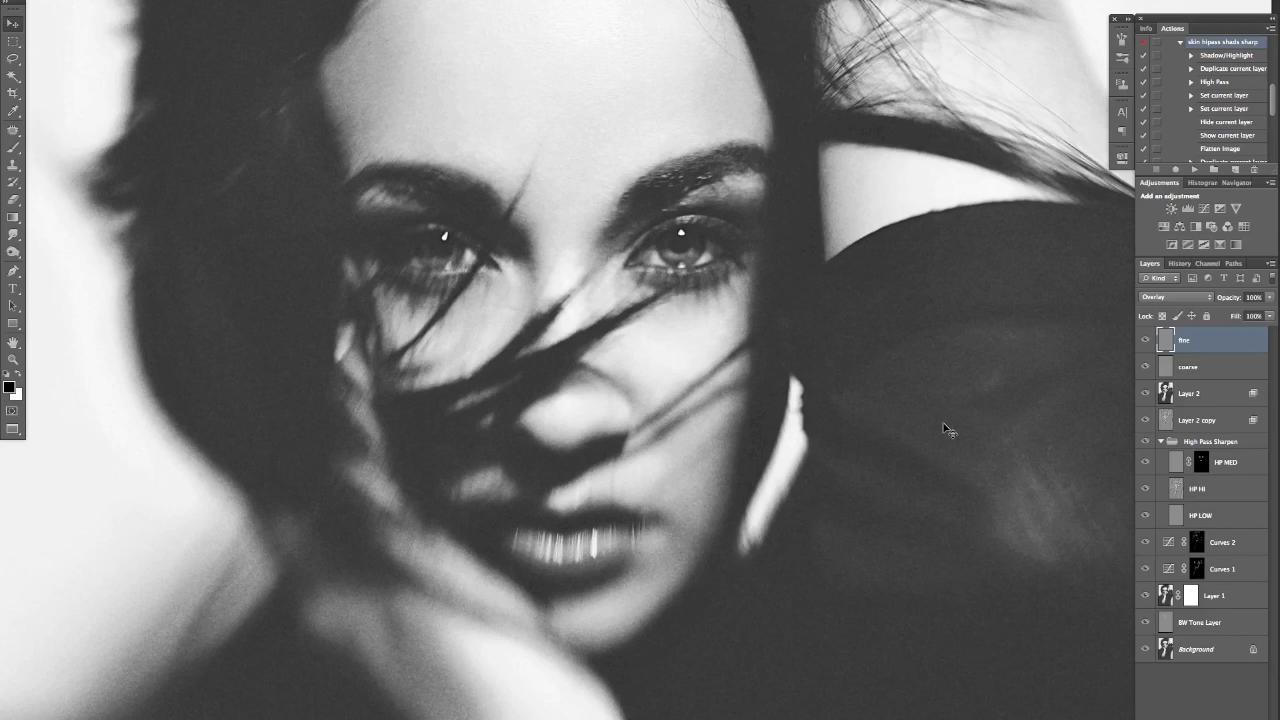 Info Actions
skin hipass shads sharp
Shadow/Highlight
Duplicate current layer
High Pass
Set current layer
Set current layer
Hide current layer
Show current layer
Flatten Image
Adjustments Histogran Navigator
Add an adjustment
Layers History Channel Paths
Kind
Overlay Opacity: 100%
Lock: Fill: 100%
fine
coarse
Layer 2
Layer 2 copy
High Pass Sharpen
HP MED
HP HI
HP LOW
Curves 2
Curves 1
Layer 1
BW Tone Layer
Background